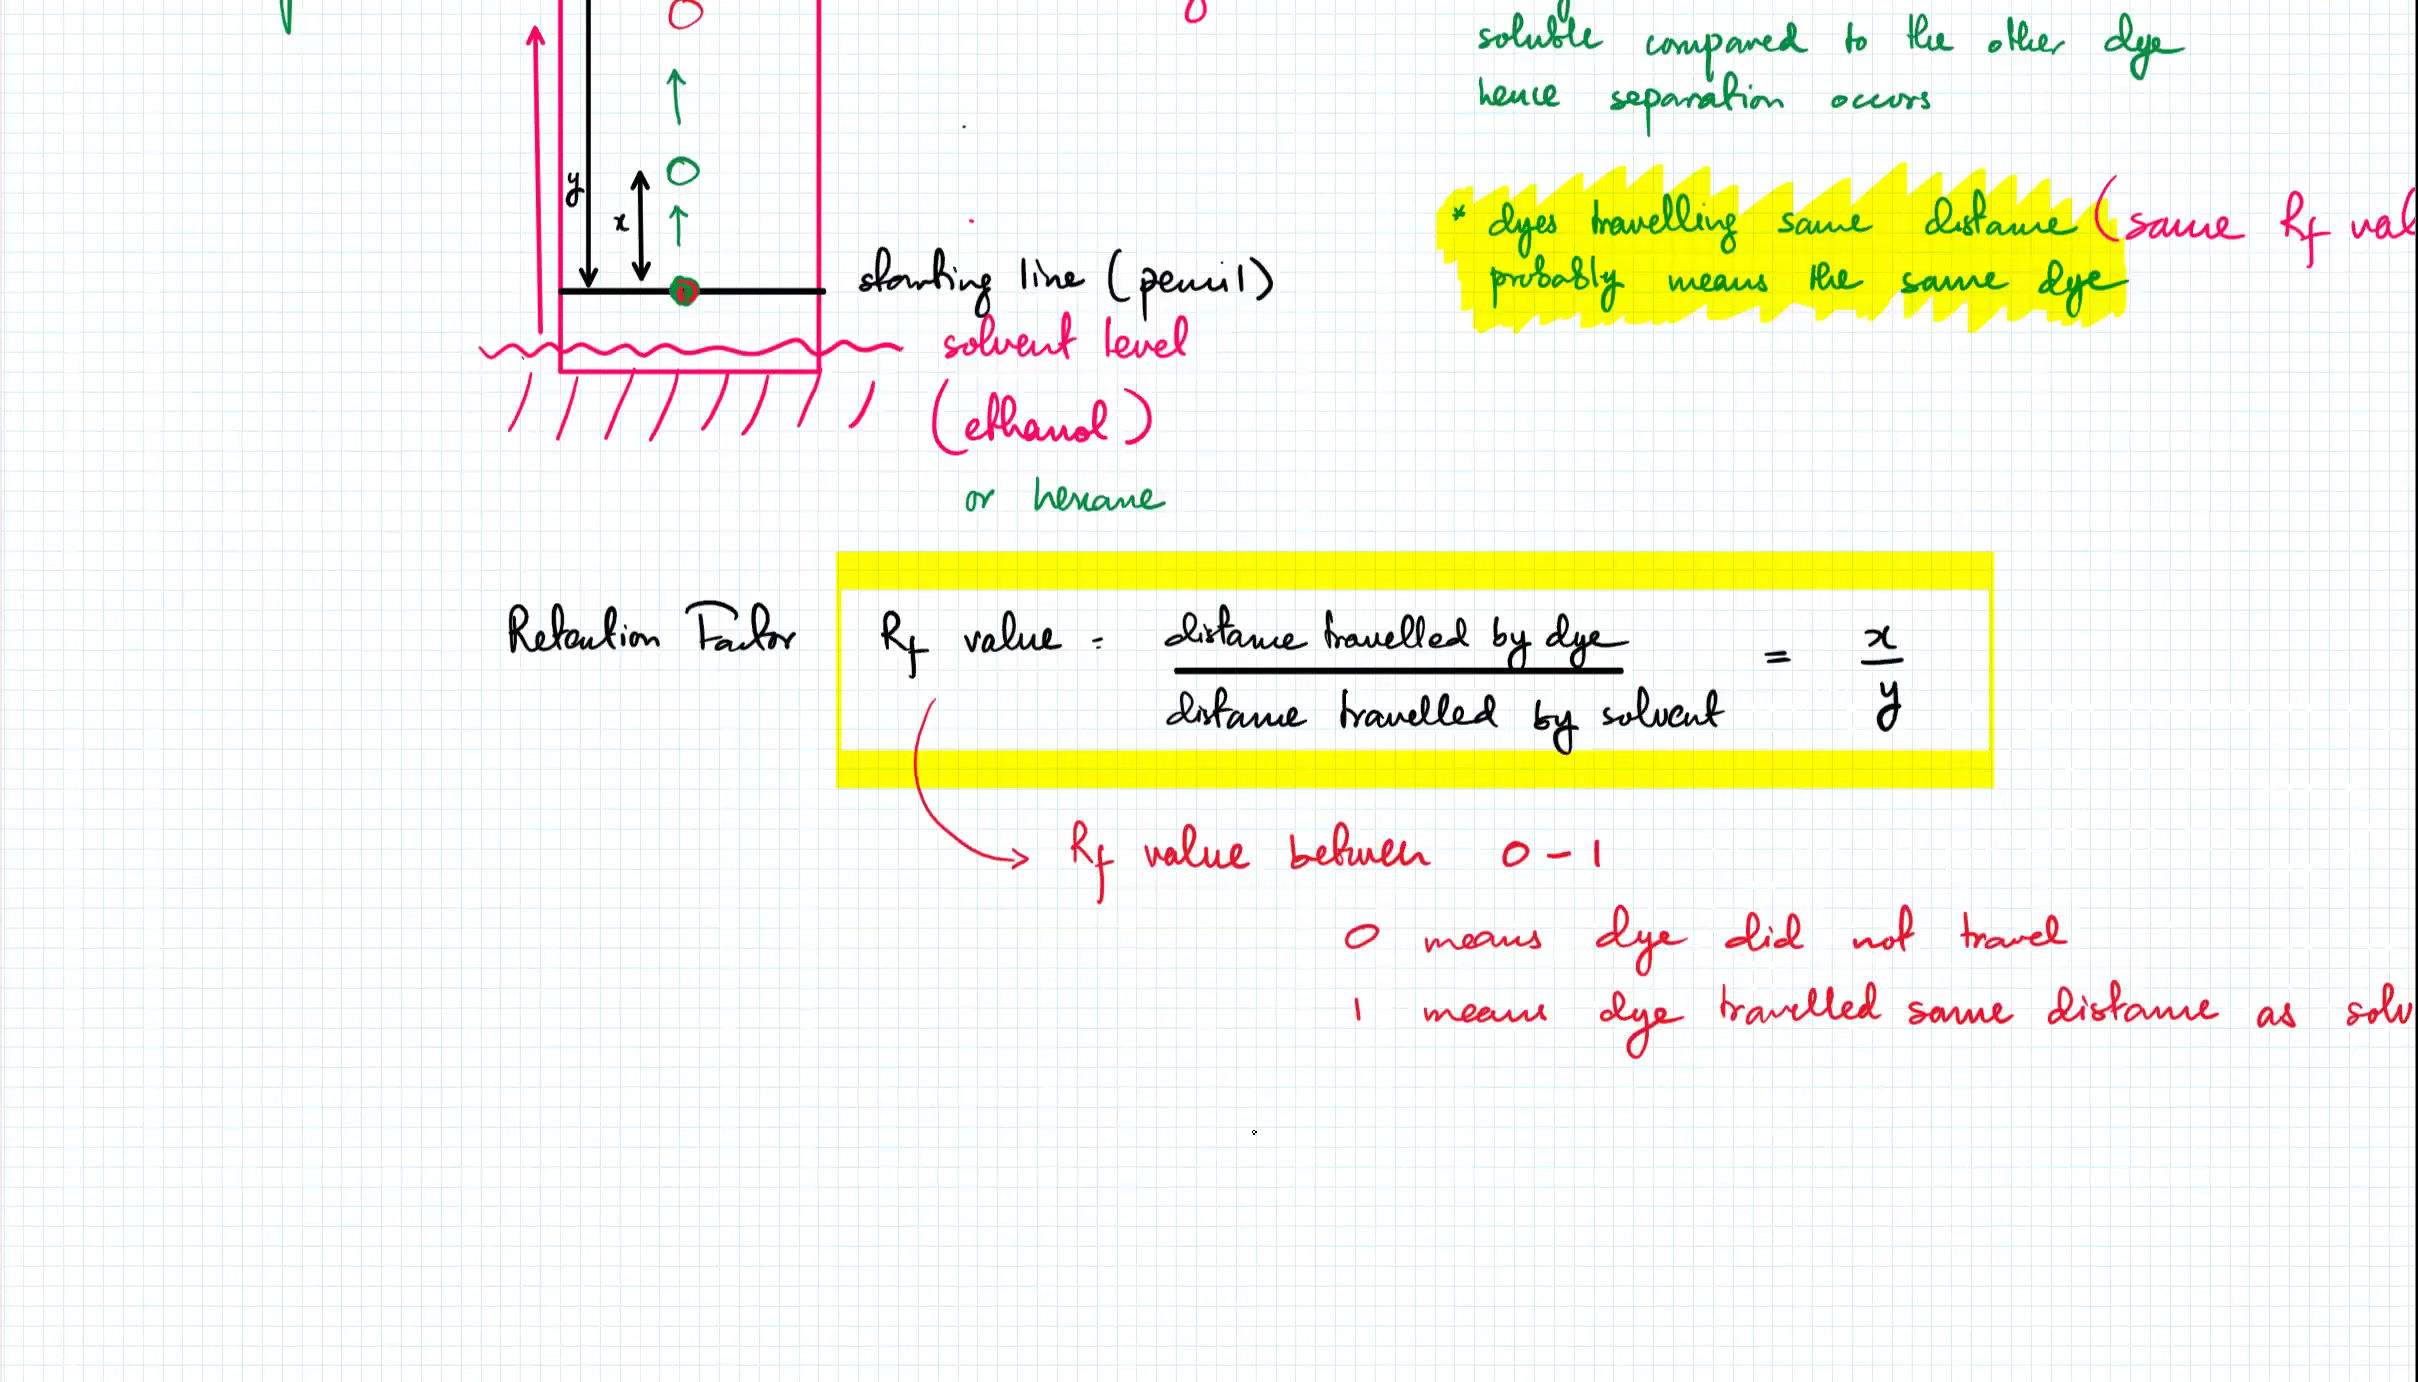 soluble compared to the other dye
hence separation occurs
* dyes travelling same distance (same Rf val
probably means the same dye
y
x
starting line (pencil)
solvent level
(ethanol)
or hexane
Retention Factor Rf value = distance travelled by dye = x
distance travelled by solvent y
Rf value between 0 - 1
0 means dye did not travel
1 means dye travelled same distance as solv